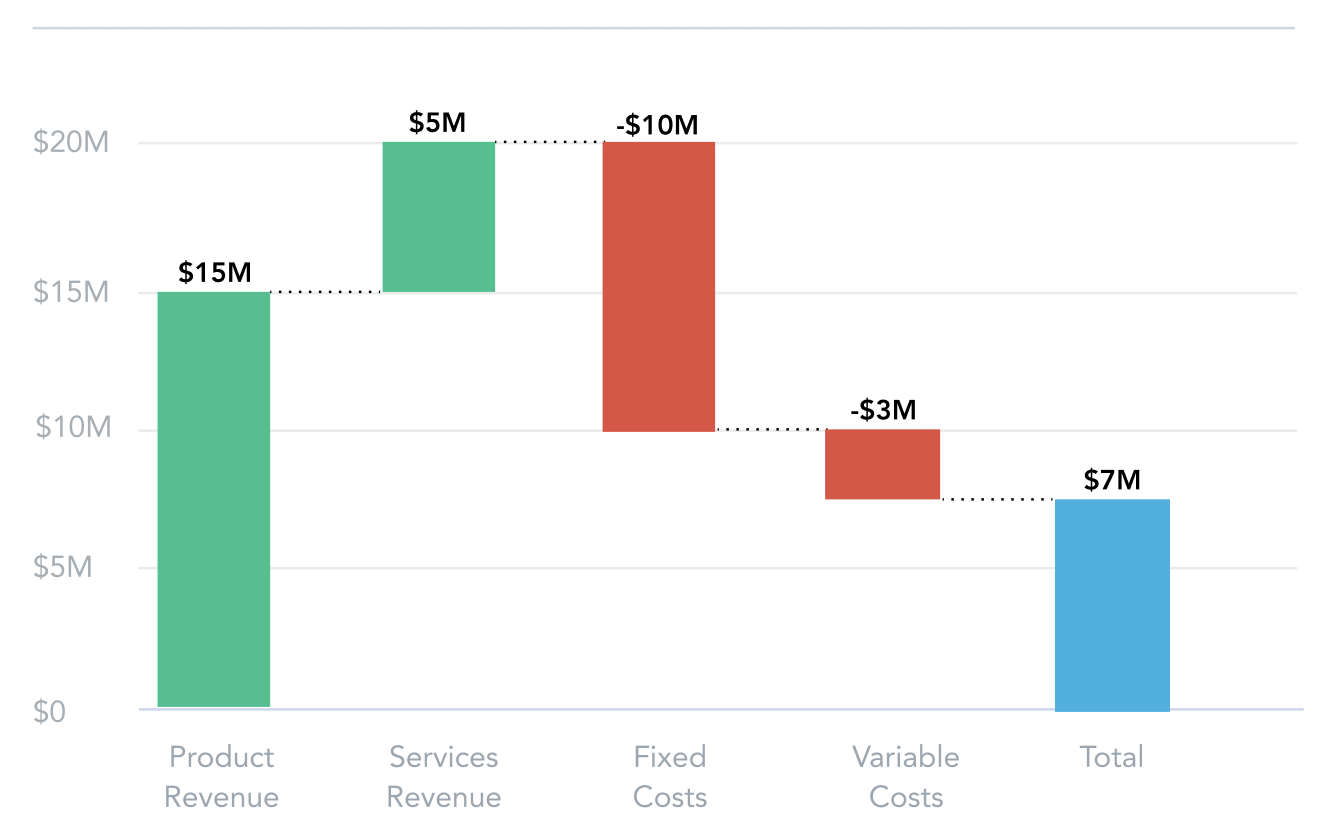 $5M
-$10M
$20M
$15M
$15M
-$3M
$10M
$7M
$5M
$0
Product
Revenue
Services
Revenue
Fixed
Costs
Variable
Costs
Total